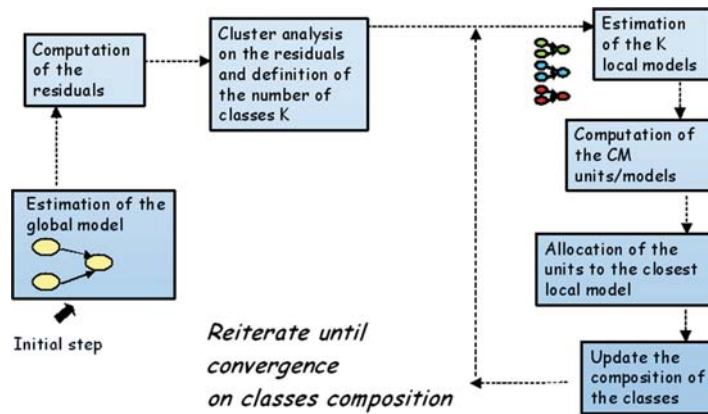 Estimation of the
global model
Initial step
Computation
of the
residuals
Cluster analysis
on the residuals
and definition of
the number of
classes K
Estimation
of the K
local models
Computation of
the CM
units/models
Allocation of the
units to the closest
local model
Update the
composition of
the classes
Reiterate until
convergence
on classes composition